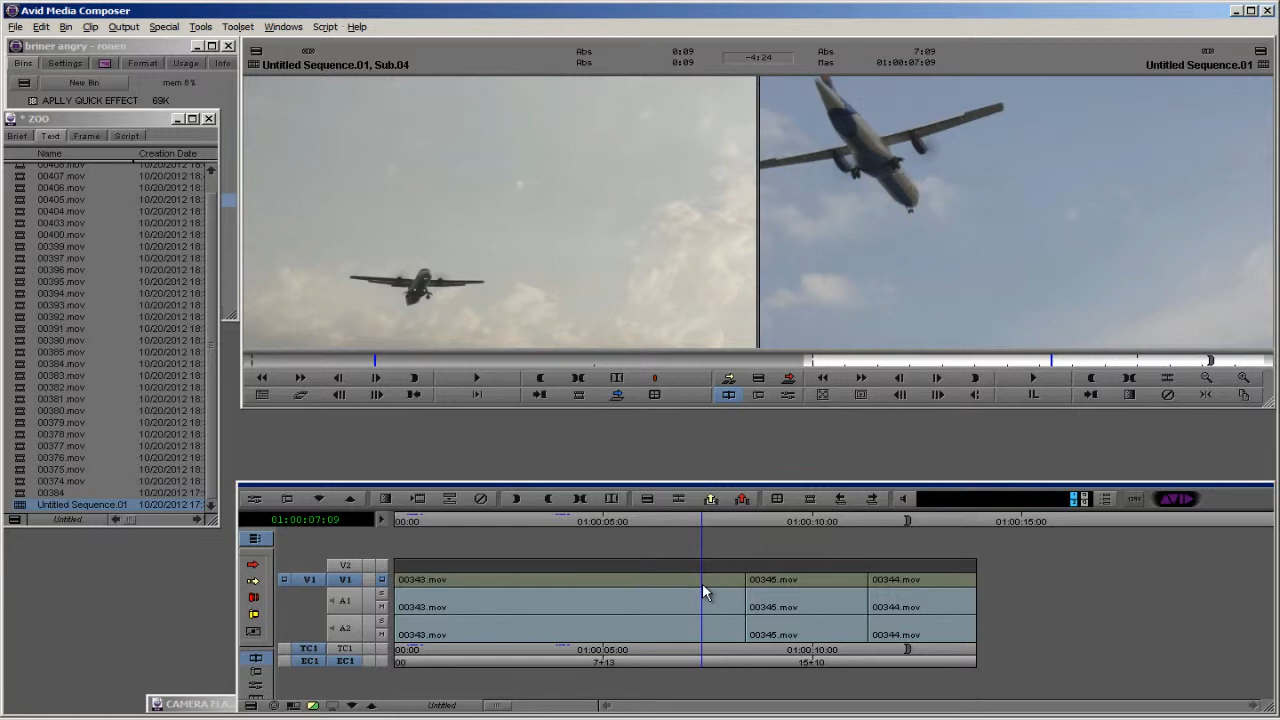 Avid Media Composer
File Edit Bin Clip Output Special Tools Toolset Windows Script Help
briner angry - ronen
Bins Settings Format Usage Info
New Bin mem 6%
APLLY QUICK EFFECT 69K
* ZOO
Brief Text Frame Script
Name Creation Date
00408.mov 10/20/2012 18:
00407.mov 10/20/2012 18:
00406.mov 10/20/2012 18:
00405.mov 10/20/2012 18:
00404.mov 10/20/2012 18:
00403.mov 10/20/2012 18:
00400.mov 10/20/2012 18:
00399.mov 10/20/2012 18:
00397.mov 10/20/2012 18:
00396.mov 10/20/2012 18:
00395.mov 10/20/2012 18:
00394.mov 10/20/2012 18:
00393.mov 10/20/2012 18:
00392.mov 10/20/2012 18:
00391.mov 10/20/2012 18:
00390.mov 10/20/2012 18:
00385.mov 10/20/2012 18:
00384.mov 10/20/2012 18:
00383.mov 10/20/2012 18:
00382.mov 10/20/2012 18:
00381.mov 10/20/2012 18:
00380.mov 10/20/2012 18:
00379.mov 10/20/2012 18:
00378.mov 10/20/2012 18:
00377.mov 10/20/2012 18:
00376.mov 10/20/2012 18:
00375.mov 10/20/2012 18:
00374.mov 10/20/2012 18:
00384 10/20/2012 18:
Untitled Sequence.01 10/20/2012 17:
Untitled
Untitled Sequence.01, Sub.04
Abs 0:09
Abs 0:09
-4:24
Abs 7:09
Mas 01:00:07:09
Untitled Sequence.01
01:00:07:09
00:00 01:00:05:00 01:00:10:00 01:00:15:00
V2
V1 V1 00343.mov 00345.mov 00344.mov
A1 S M 00343.mov 00345.mov 00344.mov
A2 S M 00343.mov 00345.mov 00344.mov
TC1 TC1 00:00 01:00:05:00 01:00:10:00
EC1 EC1 00 7+13 15+10
Untitled
CAMERA FLA...
AVID